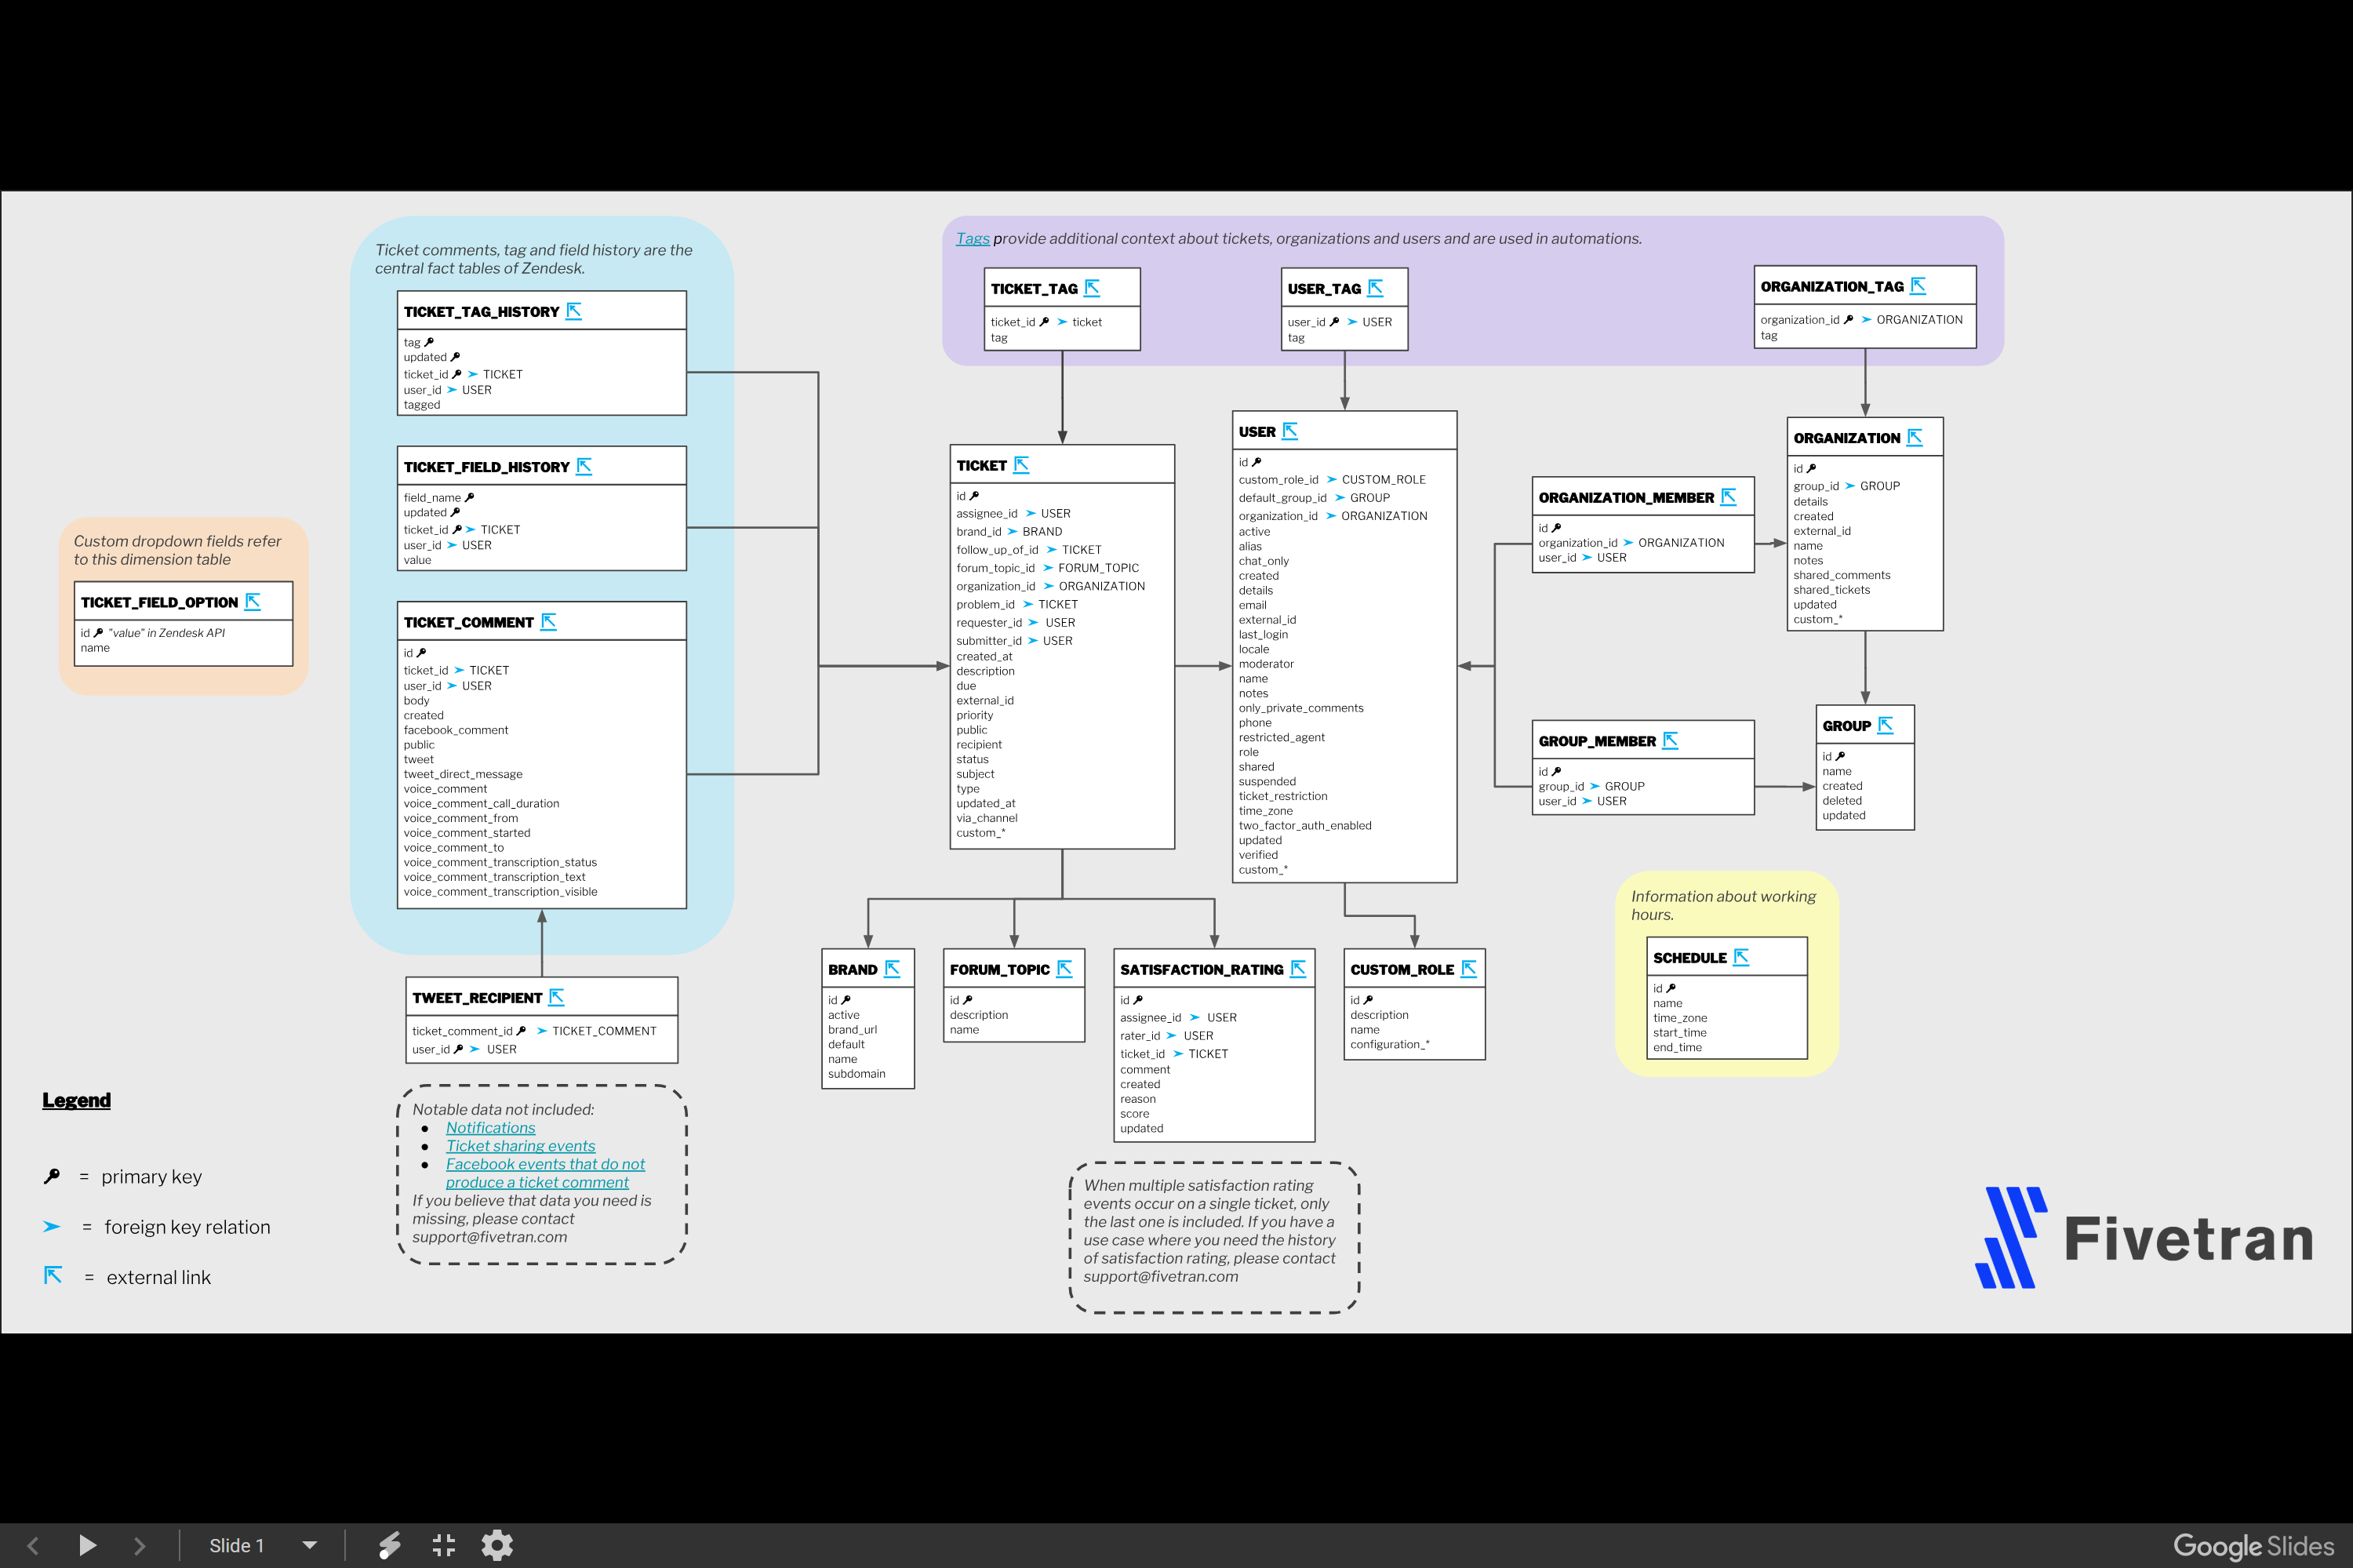 Ticket comments, tag and field history are the
central fact tables of Zendesk.
TICKET_TAG_HISTORY
tag
updated
ticket_id TICKET
user_id USER
tagged
TICKET_FIELD_HISTORY
field_name
updated
ticket_id TICKET
user_id USER
value
TICKET_COMMENT
id
ticket_id TICKET
user_id USER
body
created
facebook_comment
public
tweet
tweet_direct_message
voice_comment
voice_comment_call_duration
voice_comment_from
voice_comment_started
voice_comment_to
voice_comment_transcription_status
voice_comment_transcription_text
voice_comment_transcription_visible
Custom dropdown fields refer
to this dimension table
TICKET_FIELD_OPTION
id "value" in Zendesk API
name
TWEET_RECIPIENT
ticket_comment_id TICKET_COMMENT
user_id USER
Notable data not included:
● Notifications
● Ticket sharing events
● Facebook events that do not
produce a ticket comment
If you believe that data you need is
missing, please contact
support@fivetran.com
Legend
= primary key
= foreign key relation
= external link
Tags provide additional context about tickets, organizations and users and are used in automations.
TICKET_TAG
ticket_id ticket
tag
USER_TAG
user_id USER
tag
ORGANIZATION_TAG
organization_id ORGANIZATION
tag
TICKET
id
assignee_id USER
brand_id BRAND
follow_up_of_id TICKET
forum_topic_id FORUM_TOPIC
organization_id ORGANIZATION
problem_id TICKET
requester_id USER
submitter_id USER
created_at
description
due
external_id
priority
public
recipient
status
subject
type
updated_at
via_channel
custom_*
USER
id
custom_role_id CUSTOM_ROLE
default_group_id GROUP
organization_id ORGANIZATION
active
alias
chat_only
created
details
email
external_id
last_login
locale
moderator
name
notes
only_private_comments
phone
restricted_agent
role
shared
suspended
ticket_restriction
time_zone
two_factor_auth_enabled
updated
verified
custom_*
ORGANIZATION_MEMBER
id
organization_id ORGANIZATION
user_id USER
GROUP_MEMBER
id
group_id GROUP
user_id USER
ORGANIZATION
id
group_id GROUP
details
created
external_id
name
notes
shared_comments
shared_tickets
updated
custom_*
GROUP
id
name
created
deleted
updated
BRAND
id
active
brand_url
default
name
subdomain
FORUM_TOPIC
id
description
name
SATISFACTION_RATING
id
assignee_id USER
rater_id USER
ticket_id TICKET
comment
created
reason
score
updated
CUSTOM_ROLE
id
description
name
configuration_*
Information about working
hours.
SCHEDULE
id
name
time_zone
start_time
end_time
When multiple satisfaction rating
events occur on a single ticket, only
the last one is included. If you have a
use case where you need the history
of satisfaction rating, please contact
support@fivetran.com
Fivetran
Slide 1
Google Slides